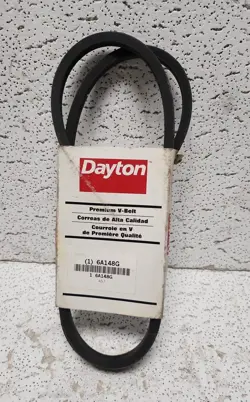 Dayton
Premium V-Belt
Correas de Alta Calidad
Courroie en V
de Première Qualité
(1) 6A148G
1 6A148G